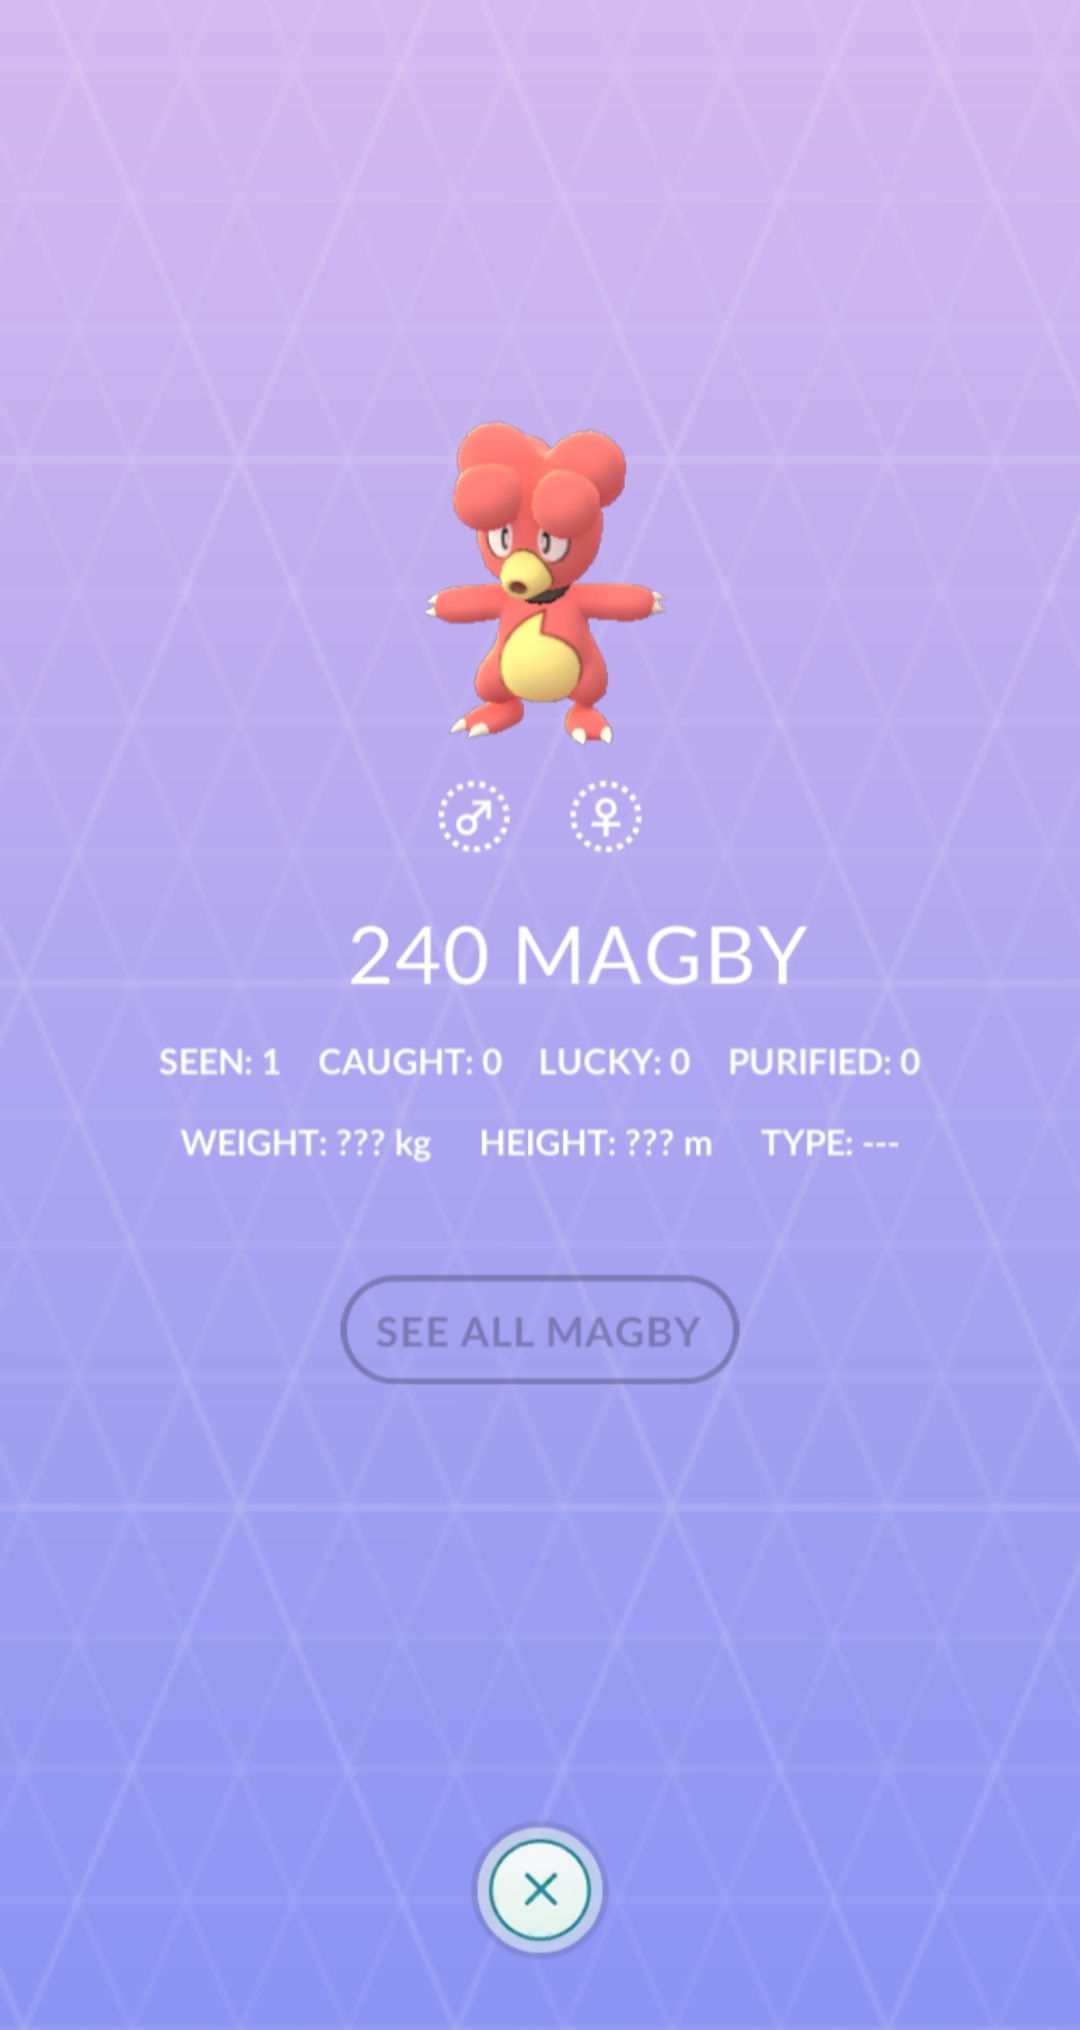 240 MAGBY
SEEN: 1 CAUGHT: 0 LUCKY: 0 PURIFIED: 0
WEIGHT: ??? kg HEIGHT: ??? m TYPE: ---
SEE ALL MAGBY